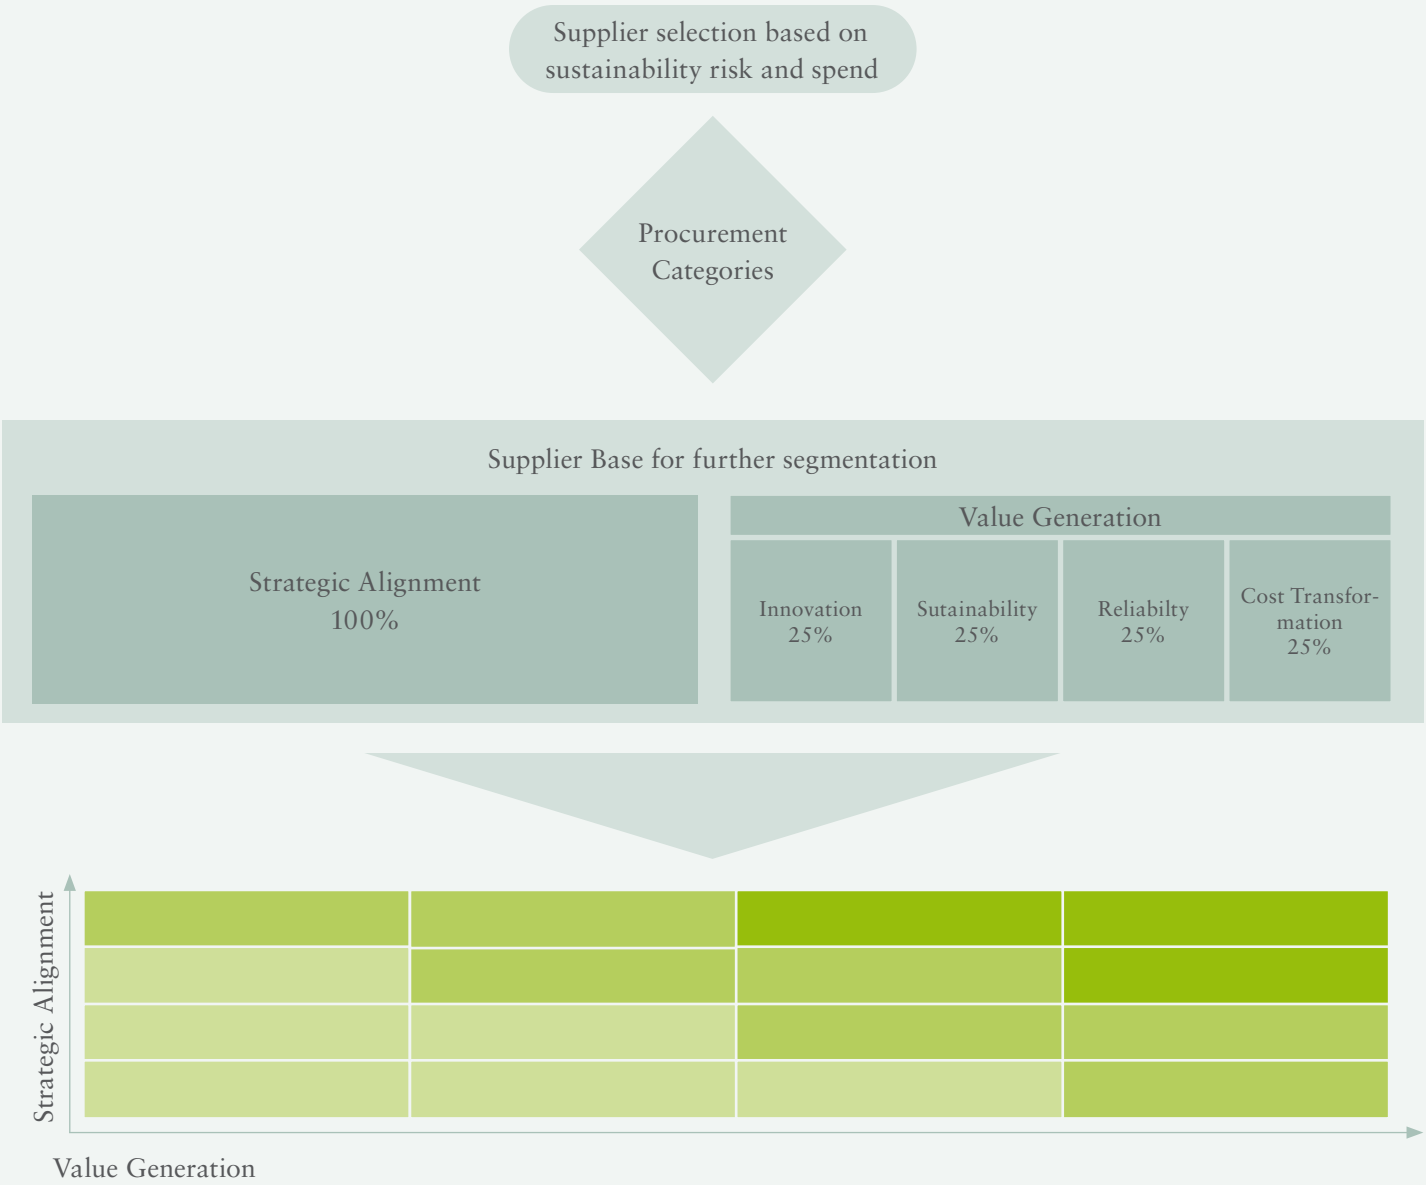 Supplier selection based on
sustainability risk and spend
Procurement
Categories
Supplier Base for further segmentation
Strategic Alignment
100%
Value Generation
Innovation
25%
Sutainability
25%
Reliabilty
25%
Cost Transfor-
mation
25%
Strategic Alignment
Value Generation